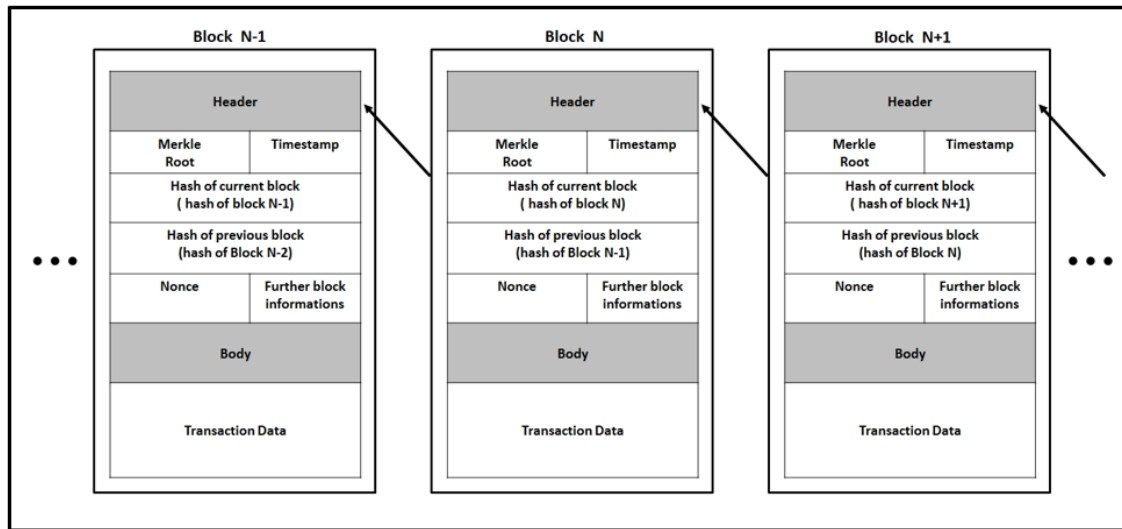 Block N-1
Header
Merkle
Root
Timestamp
Hash of current block
( hash of block N-1)
Hash of previous block
(hash of Block N-2)
Nonce
Further block
informations
Body
Transaction Data
Block N
Header
Merkle
Root
Timestamp
Hash of current block
( hash of block N)
Hash of previous block
(hash of Block N-1)
Nonce
Further block
informations
Body
Transaction Data
Block N+1
Header
Merkle
Root
Timestamp
Hash of current block
( hash of block N+1)
Hash of previous block
(hash of Block N)
Nonce
Further block
informations
Body
Transaction Data